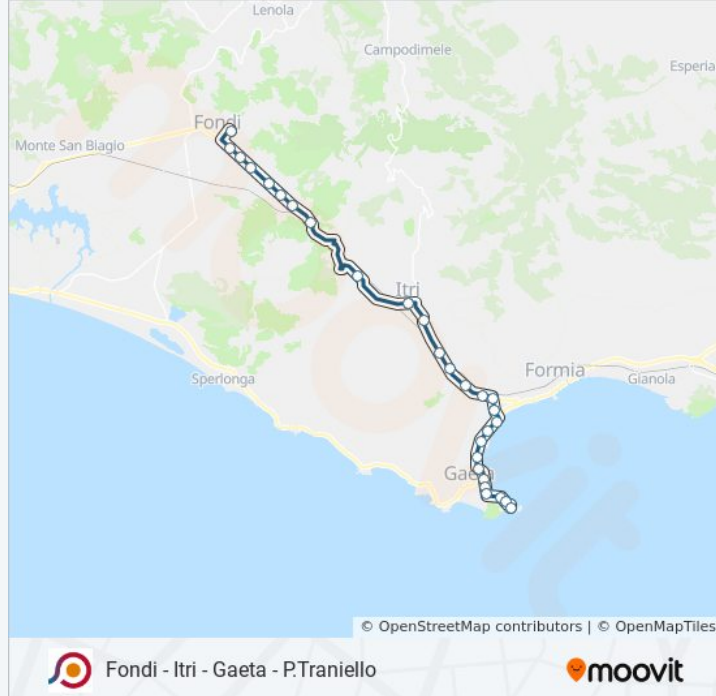 Lenola
Campodimele
Esperia
Fondi
Monte San Biagio
Itri
Formia
Sperlonga
Gianola
Gaeta
© OpenStreetMap contributors | © OpenMapTiles
Fondi - Itri - Gaeta - P.Traniello
moovit